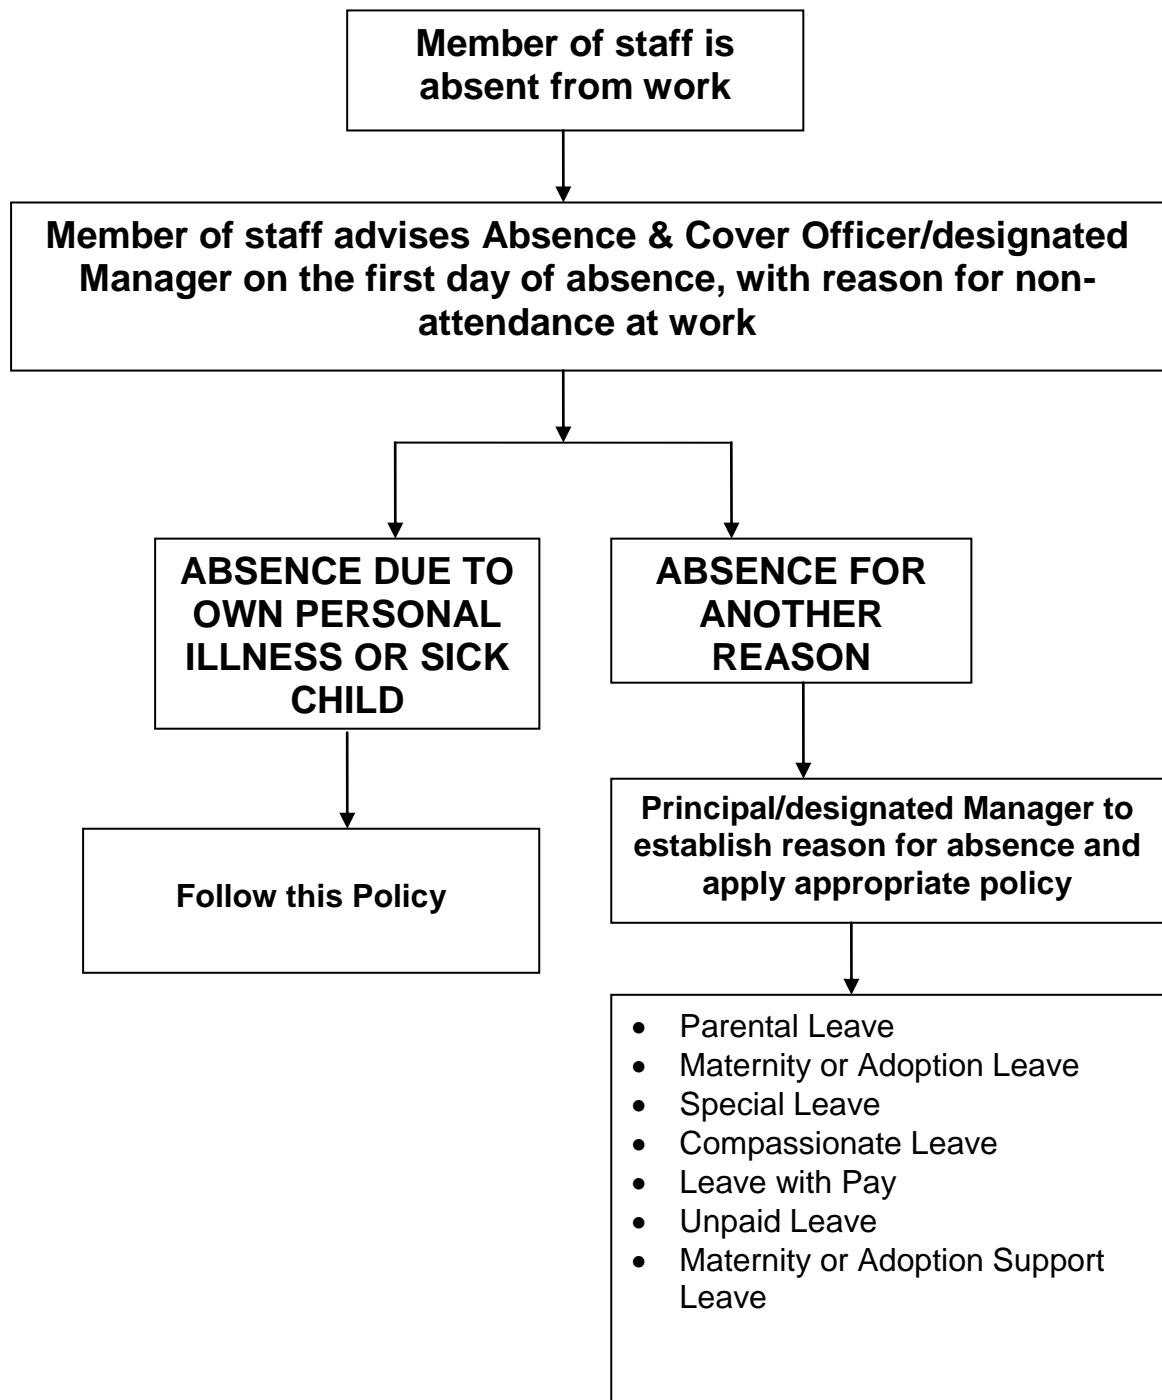 Member of staff is
absent from work
Member of staff advises Absence & Cover Officer/designated
Manager on the first day of absence, with reason for non-
attendance at work
ABSENCE DUE TO
OWN PERSONAL
ILLNESS OR SICK
CHILD
ABSENCE FOR
ANOTHER
REASON
Follow this Policy
Principal/designated Manager to
establish reason for absence and
apply appropriate policy
• Parental Leave
• Maternity or Adoption Leave
• Special Leave
• Compassionate Leave
• Leave with Pay
• Unpaid Leave
• Maternity or Adoption Support
Leave